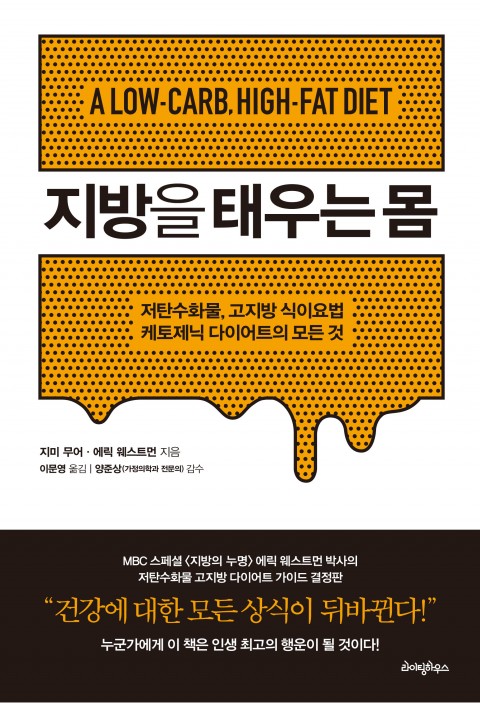 A LOW-CARB, HIGH-FAT DIET
지방을 태우는 몸
저탄수화물, 고지방 식이요법
케토제닉 다이어트의 모든 것
지미 무어 · 에릭 웨스트먼 지음
이문영 옮김 | 양준상(가정의학과 전문의) 감수
MBC 스페셜 〈지방의 누명〉 에릭 웨스트먼 박사의
저탄수화물 고지방 다이어트 가이드 결정판
“건강에 대한 모든 상식이 뒤바뀐다!”
누군가에게 이 책은 인생 최고의 행운이 될 것이다!
라이팅하우스